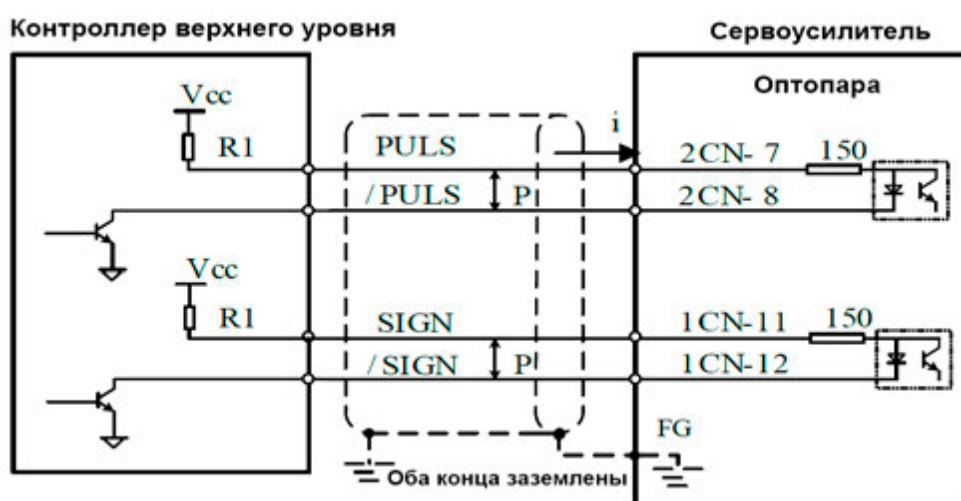 Контроллер верхнего уровня
Сервоусилитель
Оптопара
Vcc
R1
PULS
i
2CN-7
150
/PULS
P
2CN-8
Vcc
R1
SIGN
1CN-11
150
/SIGN
P
1CN-12
FG
Оба конца заземлены